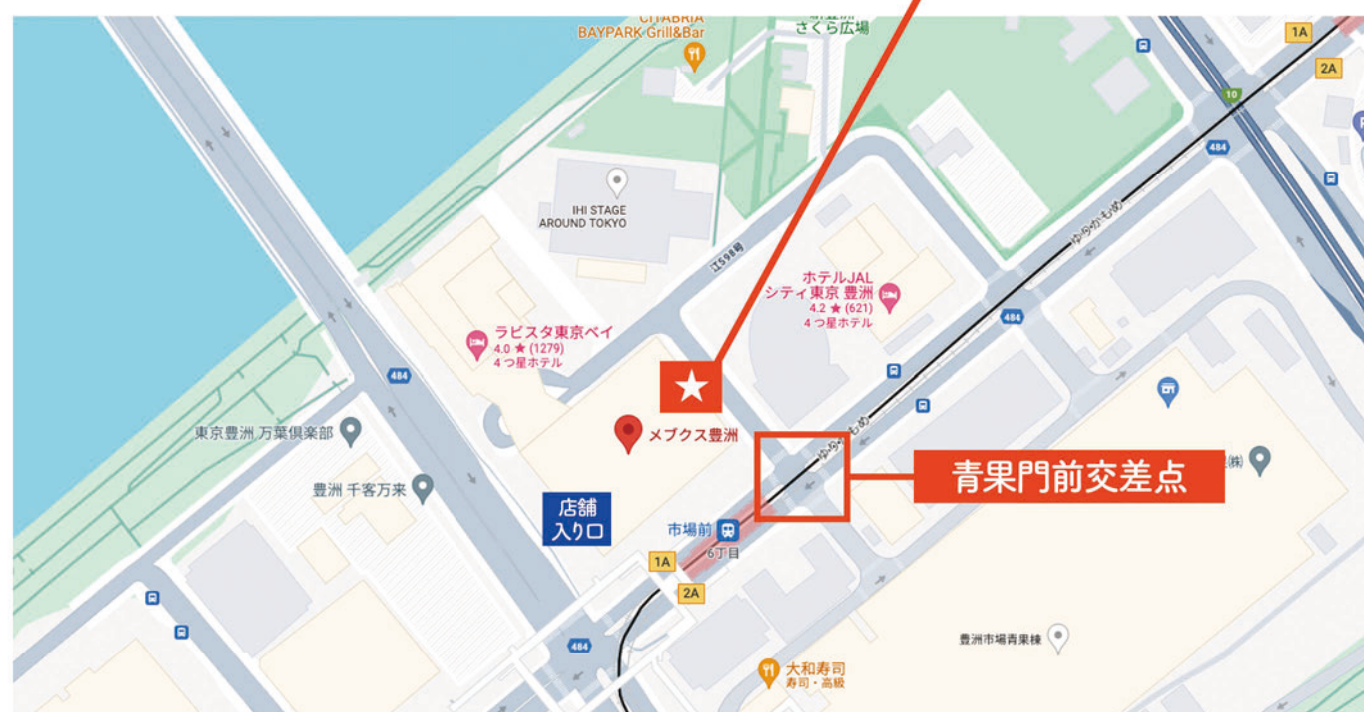 CITABRIA
BAYPARK Grill&Bar
さくら広場
1A
2A
10
484
IHI STAGE
AROUND TOKYO
江598号
ゆりかもめ
ホテルJAL
シティ東京 豊洲
4.2 ★ (621)
4 つ星ホテル
484
ラビスタ東京ベイ
4.0 ★ (1279)
4 つ星ホテル
484
★
東京豊洲 万葉倶楽部
メブクス豊洲
ゆりかもめ
青果門前交差点
(株)
豊洲 千客万来
店舗
入り口
市場前
6丁目
1A
2A
484
豊洲市場青果棟
大和寿司
寿司・高級